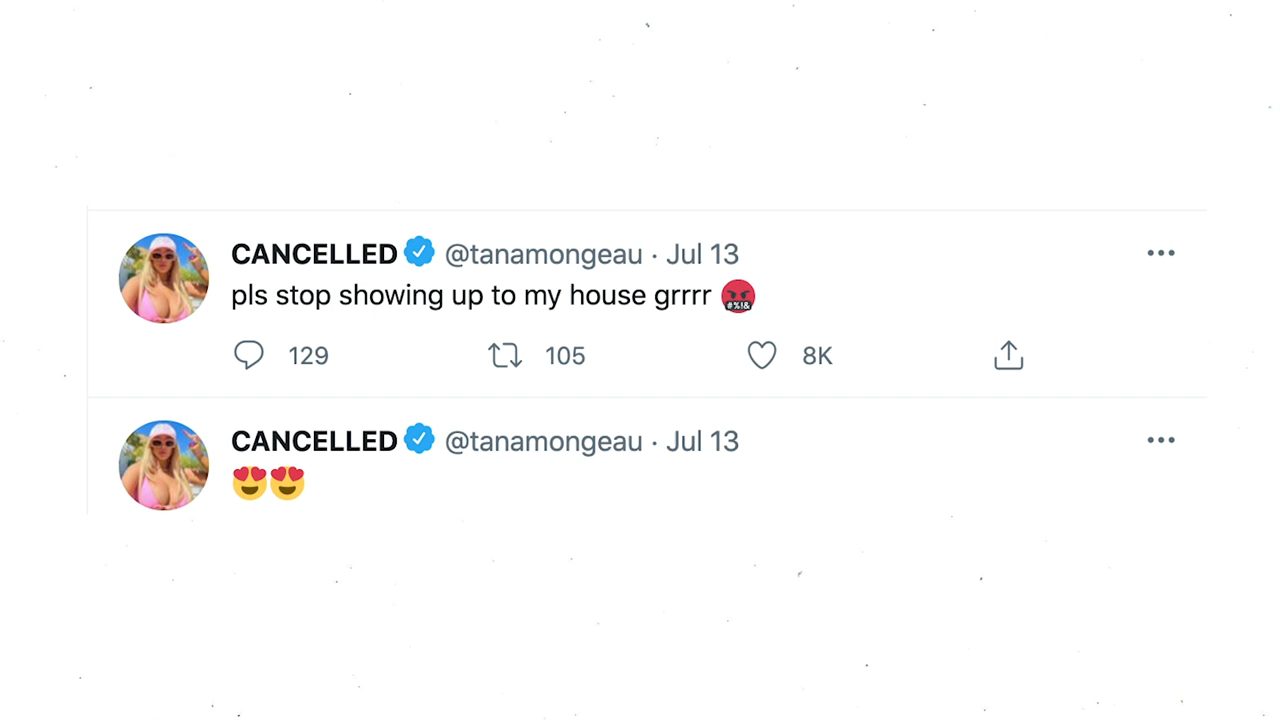 CANCELLED @tanamongeau · Jul 13
pls stop showing up to my house grrrr 🤬
129 105 8K
CANCELLED @tanamongeau · Jul 13
😍😍